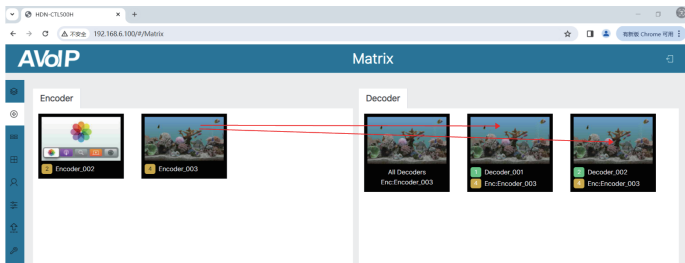 HDN-CTL500H
不安全 192.168.6.100/#/Matrix
有新版 Chrome 可用
AVoIP
Matrix
Encoder
Decoder
2 Encoder_002
4 Encoder_003
All Decoders
Enc:Encoder_003
1 Decoder_001
4 Enc:Encoder_003
2 Decoder_002
4 Enc:Encoder_003